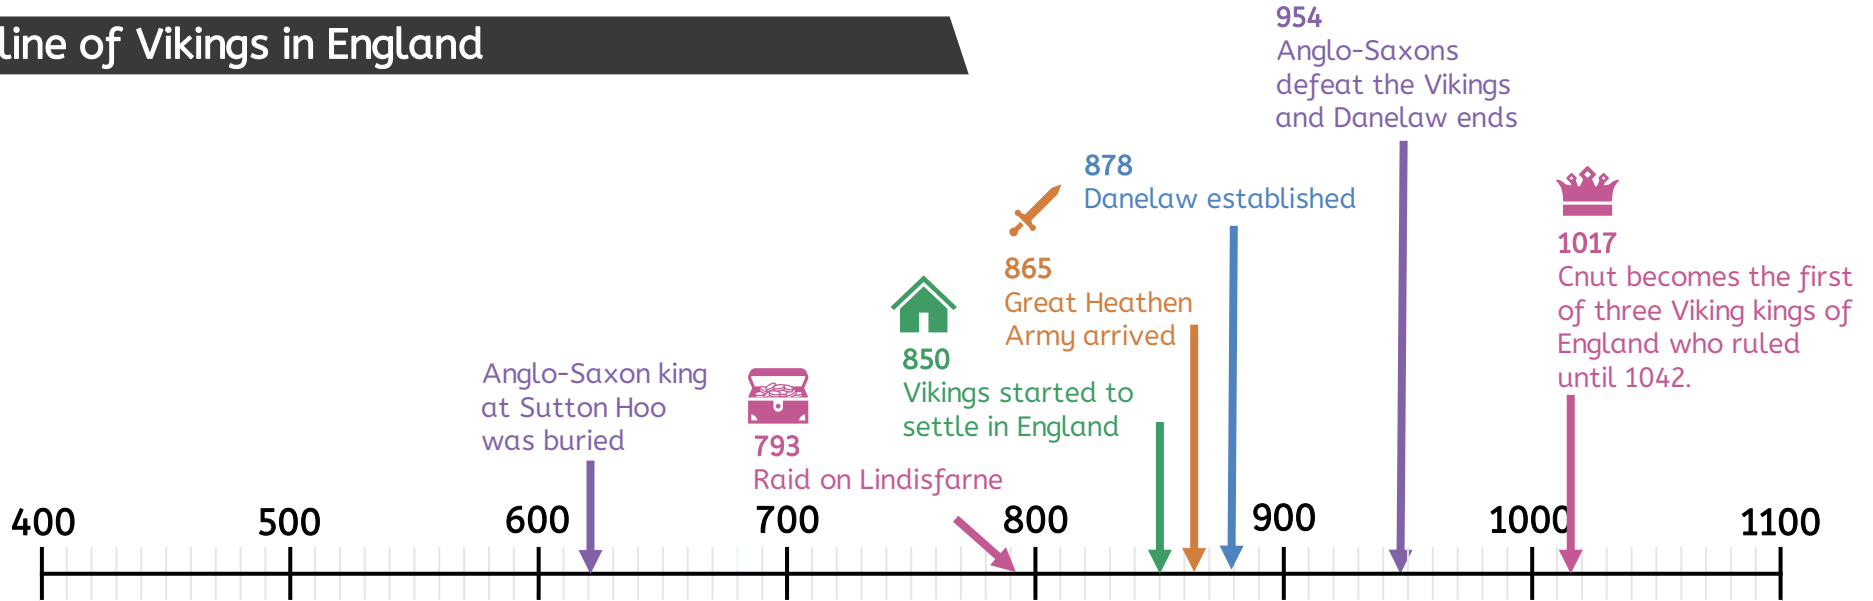 line of Vikings in England
954
Anglo-Saxons
defeat the Vikings
and Danelaw ends
878
Danelaw established
1017
Cnut becomes the first
of three Viking kings of
England who ruled
until 1042.
865
Great Heathen
Army arrived
850
Vikings started to
settle in England
Anglo-Saxon king
at Sutton Hoo
was buried
793
Raid on Lindisfarne
400 500 600 700 800 900 1000 1100